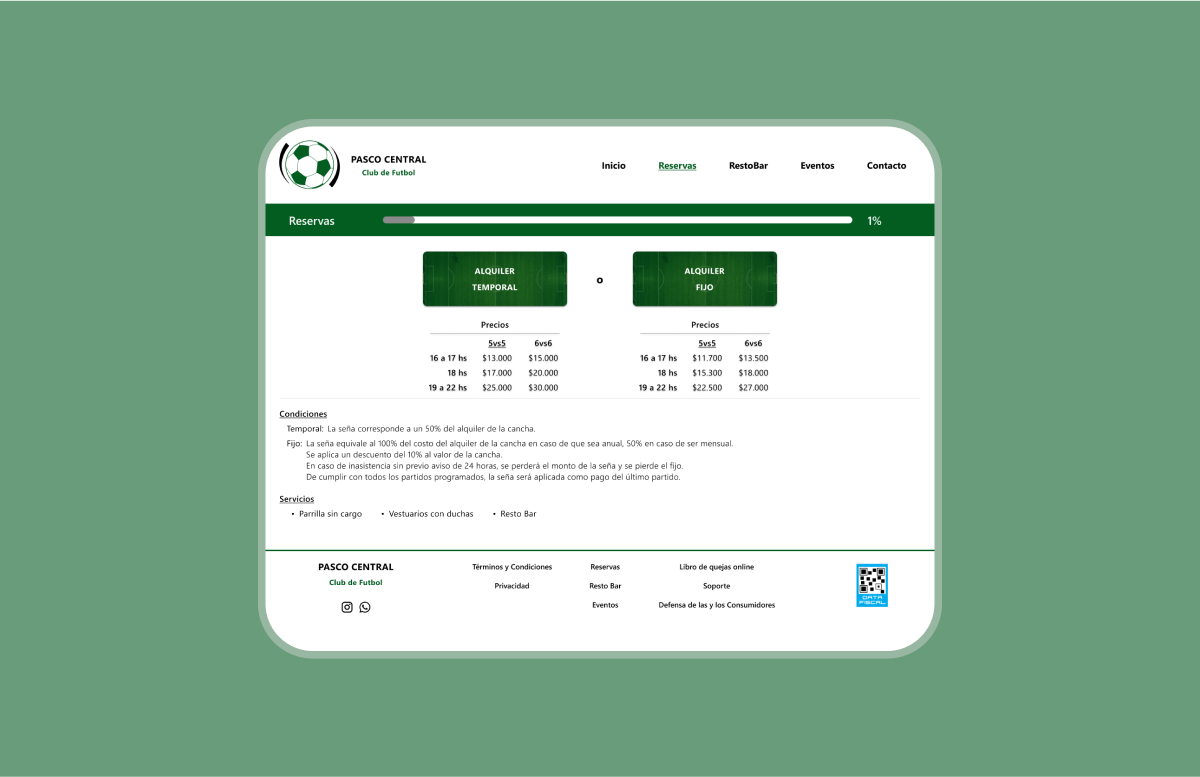 PASCO CENTRAL
Club de Futbol
Inicio Reservas RestoBar Eventos Contacto
Reservas 1%
ALQUILER
TEMPORAL
o
ALQUILER
FIJO
Precios
5vs5 6vs6
16 a 17 hs $13.000 $15.000
18 hs $17.000 $20.000
19 a 22 hs $25.000 $30.000
Precios
5vs5 6vs6
16 a 17 hs $11.700 $13.500
18 hs $15.300 $18.000
19 a 22 hs $22.500 $27.000
Condiciones
Temporal: La seña corresponde a un 50% del alquiler de la cancha.
Fijo: La seña equivale al 100% del costo del alquiler de la cancha en caso de que sea anual, 50% en caso de ser mensual.
Se aplica un descuento del 10% al valor de la cancha.
En caso de inasistencia sin previo aviso de 24 horas, se perderá el monto de la seña y se pierde el fijo.
De cumplir con todos los partidos programados, la seña será aplicada como pago del último partido.
Servicios
• Parrilla sin cargo • Vestuarios con duchas • Resto Bar
PASCO CENTRAL
Club de Futbol
Términos y Condiciones
Privacidad
Reservas
Resto Bar
Eventos
Libro de quejas online
Soporte
Defensa de las y los Consumidores
DATA
FISCAL